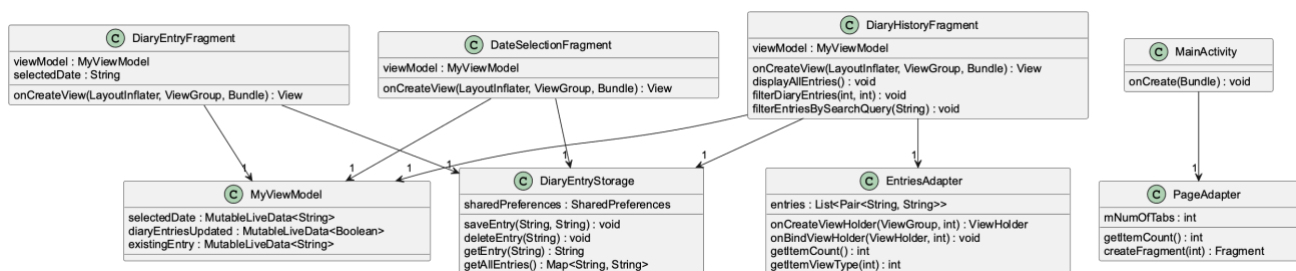 C DiaryEntryFragment
viewModel : MyViewModel
selectedDate : String
onCreateView(LayoutInflater, ViewGroup, Bundle) : View
C DateSelectionFragment
viewModel : MyViewModel
onCreateView(LayoutInflater, ViewGroup, Bundle) : View
C DiaryHistoryFragment
viewModel : MyViewModel
onCreateView(LayoutInflater, ViewGroup, Bundle) : View
displayAllEntries() : void
filterDiaryEntries(int, int) : void
filterEntriesBySearchQuery(String) : void
C MainActivity
onCreate(Bundle) : void
1
1
1
1
1
1
1
1
C MyViewModel
selectedDate : MutableLiveData<String>
diaryEntriesUpdated : MutableLiveData<Boolean>
existingEntry : MutableLiveData<String>
C DiaryEntryStorage
sharedPreferences : SharedPreferences
saveEntry(String, String) : void
deleteEntry(String) : void
getEntry(String) : String
getAllEntries() : Map<String, String>
C EntriesAdapter
entries : List<Pair<String, String>>
onCreateViewHolder(ViewGroup, int) : ViewHolder
onBindViewHolder(ViewHolder, int) : void
getItemCount() : int
getItemViewType(int) : int
C PageAdapter
mNumOfTabs : int
getItemCount() : int
createFragment(int) : Fragment